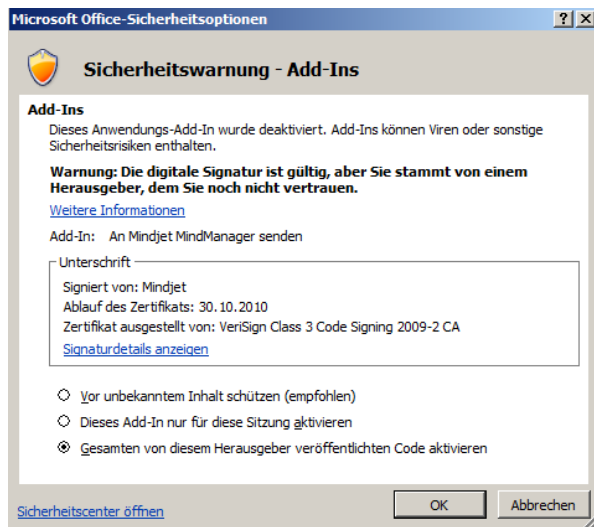 Microsoft Office-Sicherheitsoptionen
Sicherheitswarnung - Add-Ins
Add-Ins
Dieses Anwendungs-Add-In wurde deaktiviert. Add-Ins können Viren oder sonstige
Sicherheitsrisiken enthalten.
Warnung: Die digitale Signatur ist gültig, aber Sie stammt von einem
Herausgeber, dem Sie noch nicht vertrauen.
Weitere Informationen
Add-In: An Mindjet MindManager senden
Unterschrift
Signiert von: Mindjet
Ablauf des Zertifikats: 30.10.2010
Zertifikat ausgestellt von: VeriSign Class 3 Code Signing 2009-2 CA
Signaturdetails anzeigen
Vor unbekanntem Inhalt schützen (empfohlen)
Dieses Add-In nur für diese Sitzung aktivieren
Gesamten von diesem Herausgeber veröffentlichten Code aktivieren
Sicherheitscenter öffnen
OK
Abbrechen